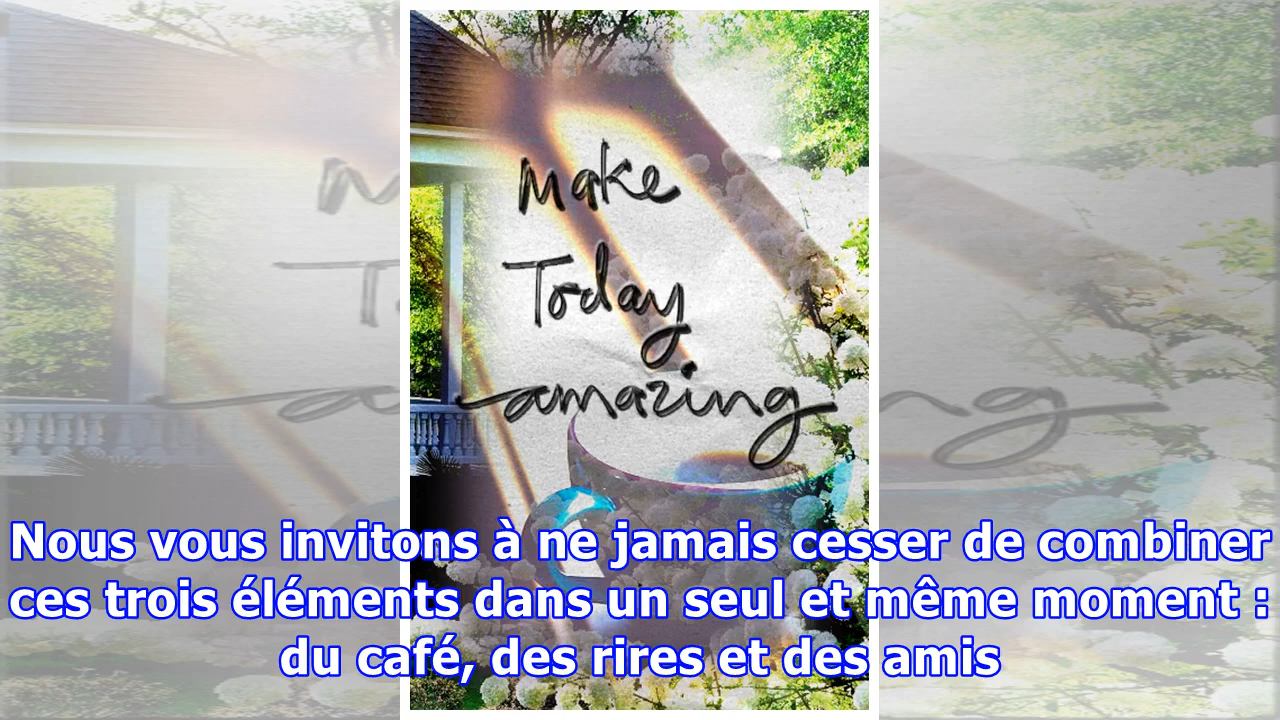 Make
Today
amazing
Nous vous invitons à ne jamais cesser de combiner
ces trois éléments dans un seul et même moment :
du café, des rires et des amis